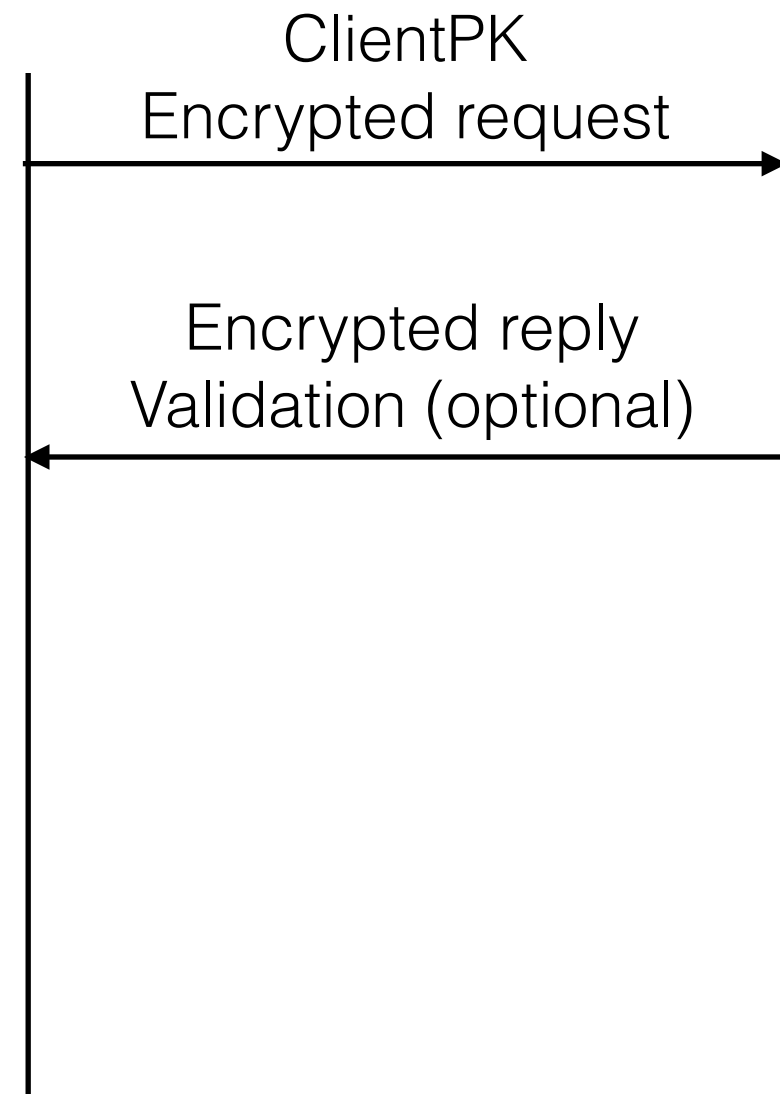 ClientPK
Encrypted request
Encrypted reply
Validation (optional)